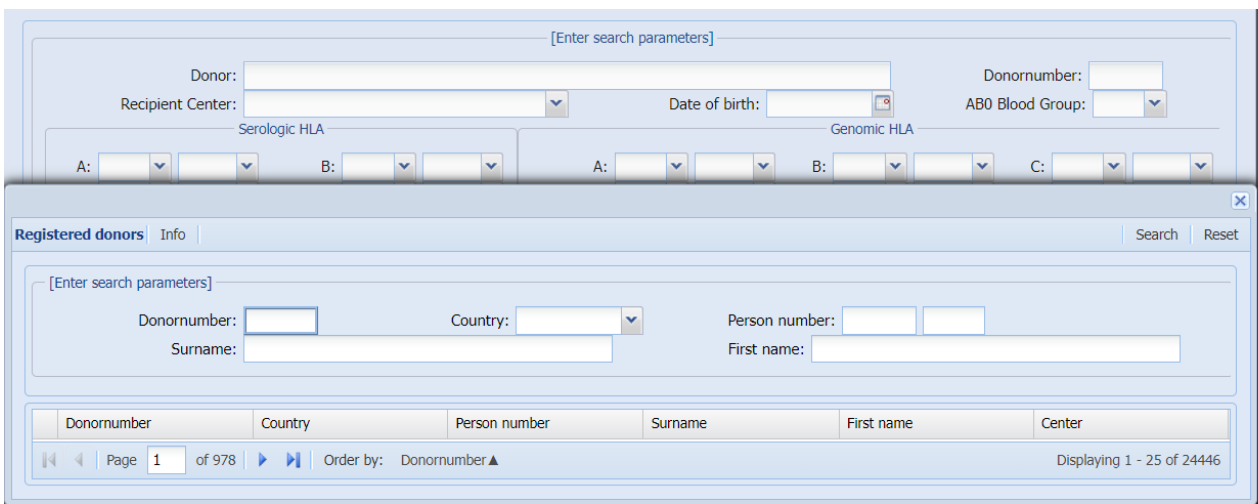 [Enter search parameters]
Donor: Donornumber:
Recipient Center: Date of birth: AB0 Blood Group:
Serologic HLA Genomic HLA
A: B: A: B: C:
Registered donors Info Search Reset
[Enter search parameters]
Donornumber: Country: Person number:
Surname: First name:
Donornumber Country Person number Surname First name Center
Page 1 of 978 Order by: Donornumber▲ Displaying 1 - 25 of 24446